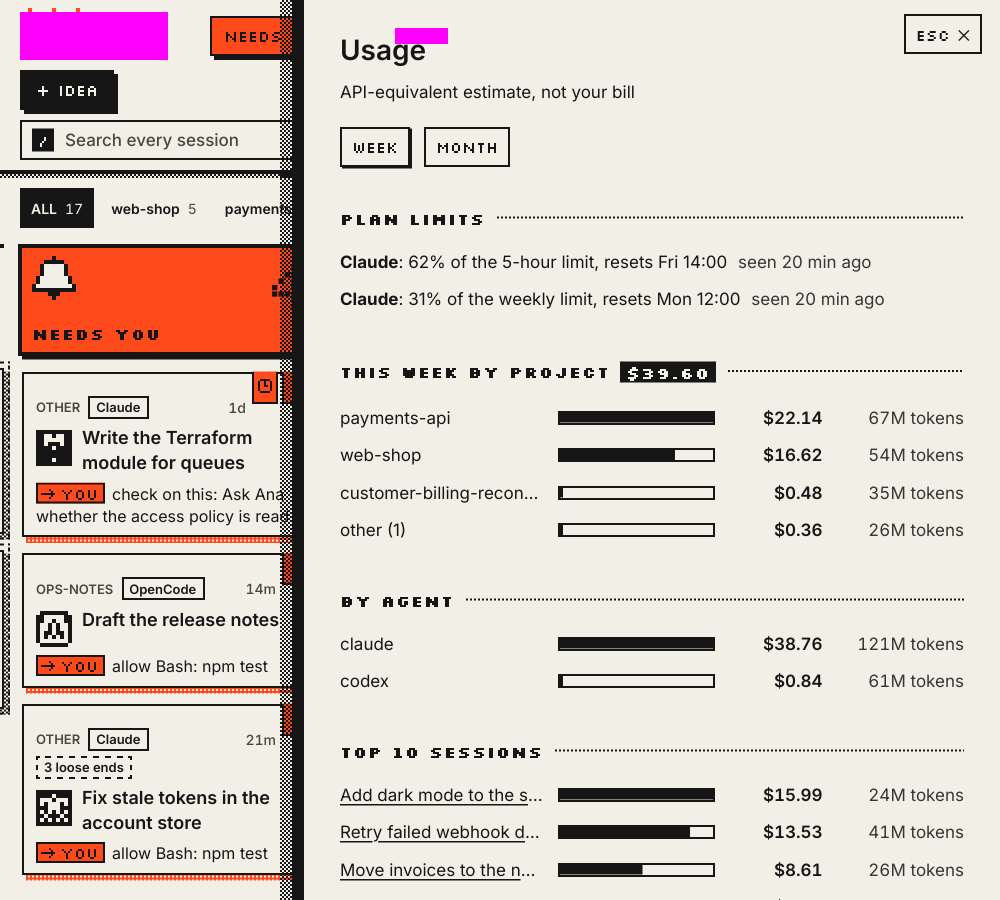 NEEDS
+ IDEA
/ Search every session
ALL 17 web-shop 5 payments
NEEDS YOU
OTHER Claude 1d
Write the Terraform
module for queues
→ YOU check on this: Ask Ana
whether the access policy is read
OPS-NOTES OpenCode 14m
Draft the release notes
→ YOU allow Bash: npm test
OTHER Claude 21m
3 loose ends
Fix stale tokens in the
account store
→ YOU allow Bash: npm test
ESC ×
Usage
API-equivalent estimate, not your bill
WEEK MONTH
PLAN LIMITS
Claude: 62% of the 5-hour limit, resets Fri 14:00 seen 20 min ago
Claude: 31% of the weekly limit, resets Mon 12:00 seen 20 min ago
THIS WEEK BY PROJECT $39.60
payments-api $22.14 67M tokens
web-shop $16.62 54M tokens
customer-billing-recon... $0.48 35M tokens
other (1) $0.36 26M tokens
BY AGENT
claude $38.76 121M tokens
codex $0.84 61M tokens
TOP 10 SESSIONS
Add dark mode to the s... $15.99 24M tokens
Retry failed webhook d... $13.53 41M tokens
Move invoices to the n... $8.61 26M tokens